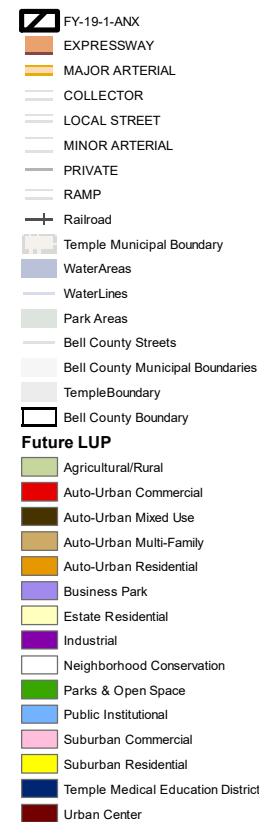 FY-19-1-ANX
EXPRESSWAY
MAJOR ARTERIAL
COLLECTOR
LOCAL STREET
MINOR ARTERIAL
PRIVATE
RAMP
Railroad
Temple Municipal Boundary
WaterAreas
WaterLines
Park Areas
Bell County Streets
Bell County Municipal Boundaries
TempleBoundary
Bell County Boundary
Future LUP
Agricultural/Rural
Auto-Urban Commercial
Auto-Urban Mixed Use
Auto-Urban Multi-Family
Auto-Urban Residential
Business Park
Estate Residential
Industrial
Neighborhood Conservation
Parks & Open Space
Public Institutional
Suburban Commercial
Suburban Residential
Temple Medical Education District
Urban Center